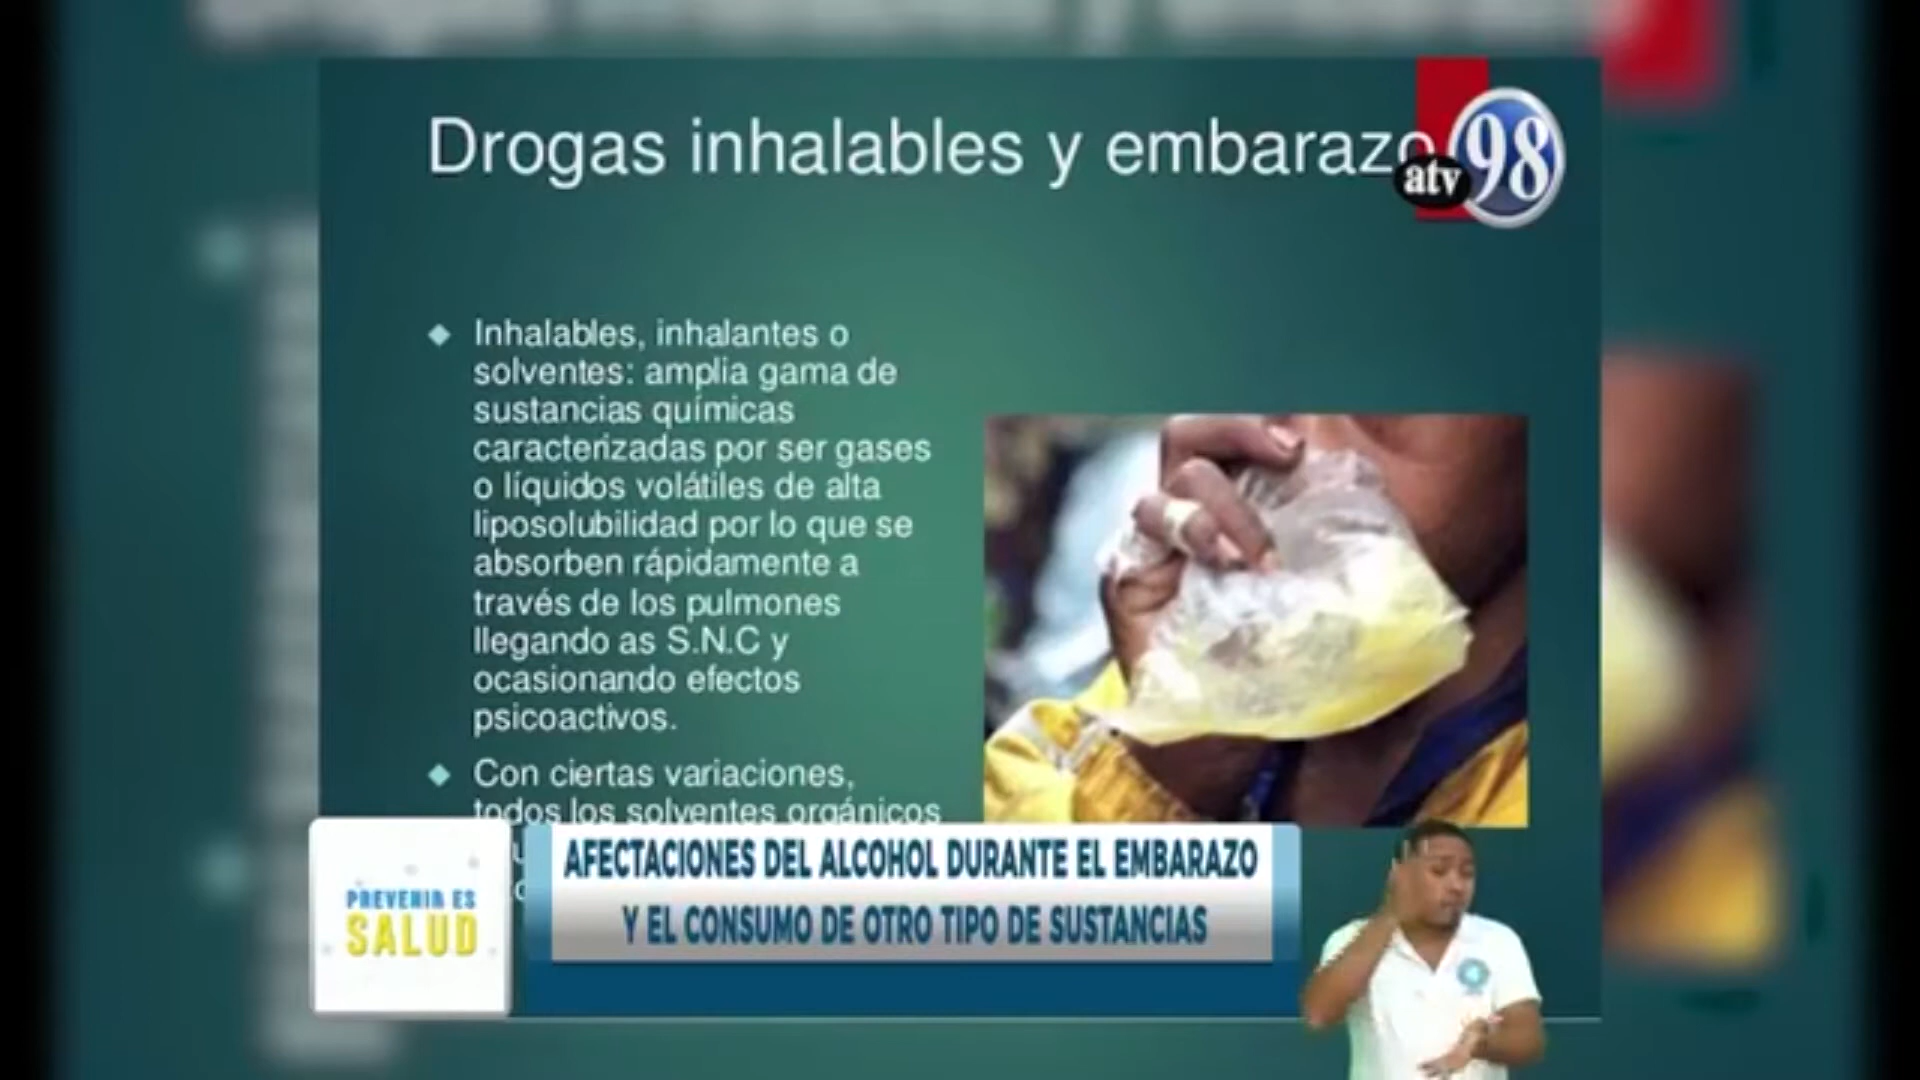 Drogas inhalables y embarazo
atv 98
Inhalables, inhalantes o
solventes: amplia gama de
sustancias químicas
caracterizadas por ser gases
o líquidos volátiles de alta
liposolubilidad por lo que se
absorben rápidamente a
través de los pulmones
llegando as S.N.C y
ocasionando efectos
psicoactivos.
Con ciertas variaciones,
todos los solventes orgánicos
PREVENIR ES
SALUD
AFECTACIONES DEL ALCOHOL DURANTE EL EMBARAZO
Y EL CONSUMO DE OTRO TIPO DE SUSTANCIAS